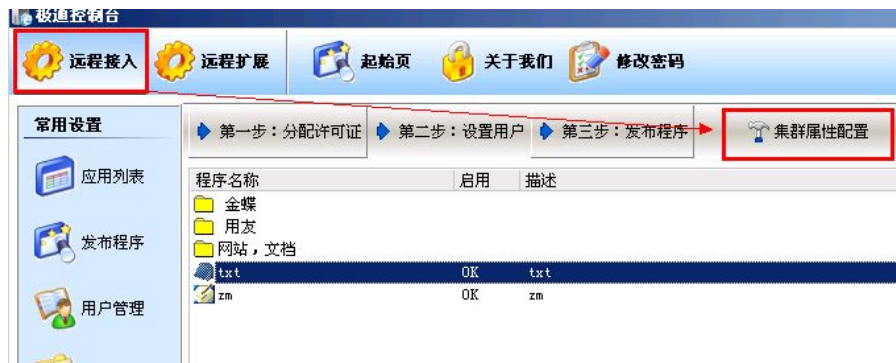 极通控制台
远程接入 远程扩展 起始页 关于我们 修改密码
常用设置
第一步：分配许可证 第二步：设置用户 第三步：发布程序 集群属性配置
应用列表
发布程序
用户管理
程序名称 启用 描述
金蝶
用友
网站，文档
txt OK txt
zm OK zm